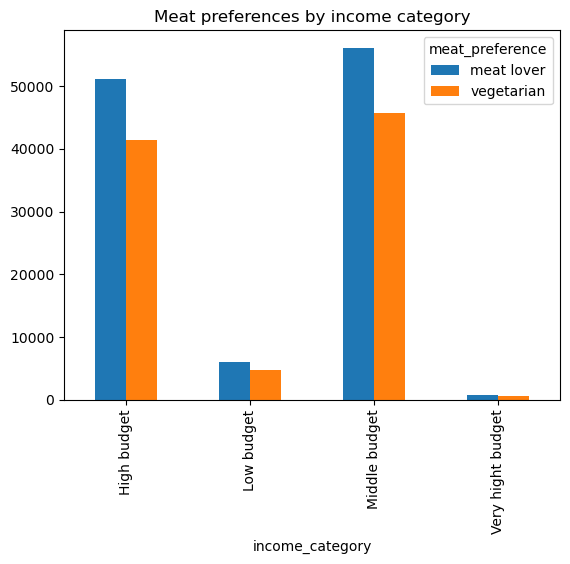 Meat preferences by income category
meat_preference
meat lover
vegetarian
50000
40000
30000
20000
10000
0
High budget
Low budget
Middle budget
Very hight budget
income_category